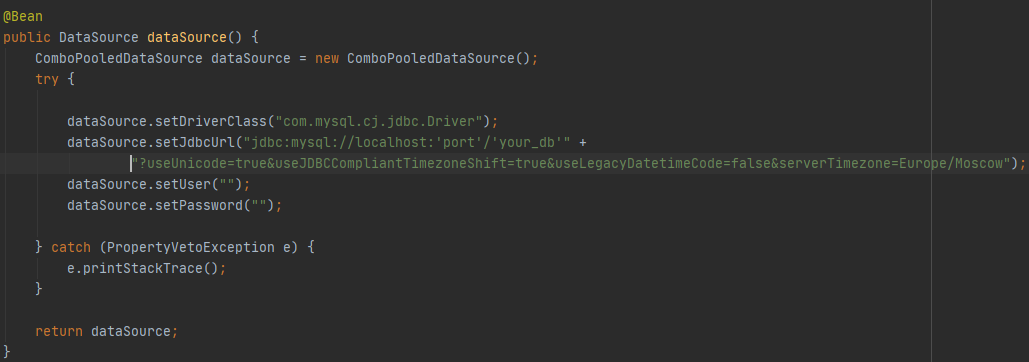 @Bean
public DataSource dataSource() {
ComboPooledDataSource dataSource = new ComboPooledDataSource();
try {
dataSource.setDriverClass("com.mysql.cj.jdbc.Driver");
dataSource.setJdbcUrl("jdbc:mysql://localhost:'port'/'your_db'" +
"?useUnicode=true&useJDBCCompliantTimezoneShift=true&useLegacyDatetimeCode=false&serverTimezone=Europe/Moscow");
dataSource.setUser("");
dataSource.setPassword("");
} catch (PropertyVetoException e) {
e.printStackTrace();
}
return dataSource;
}